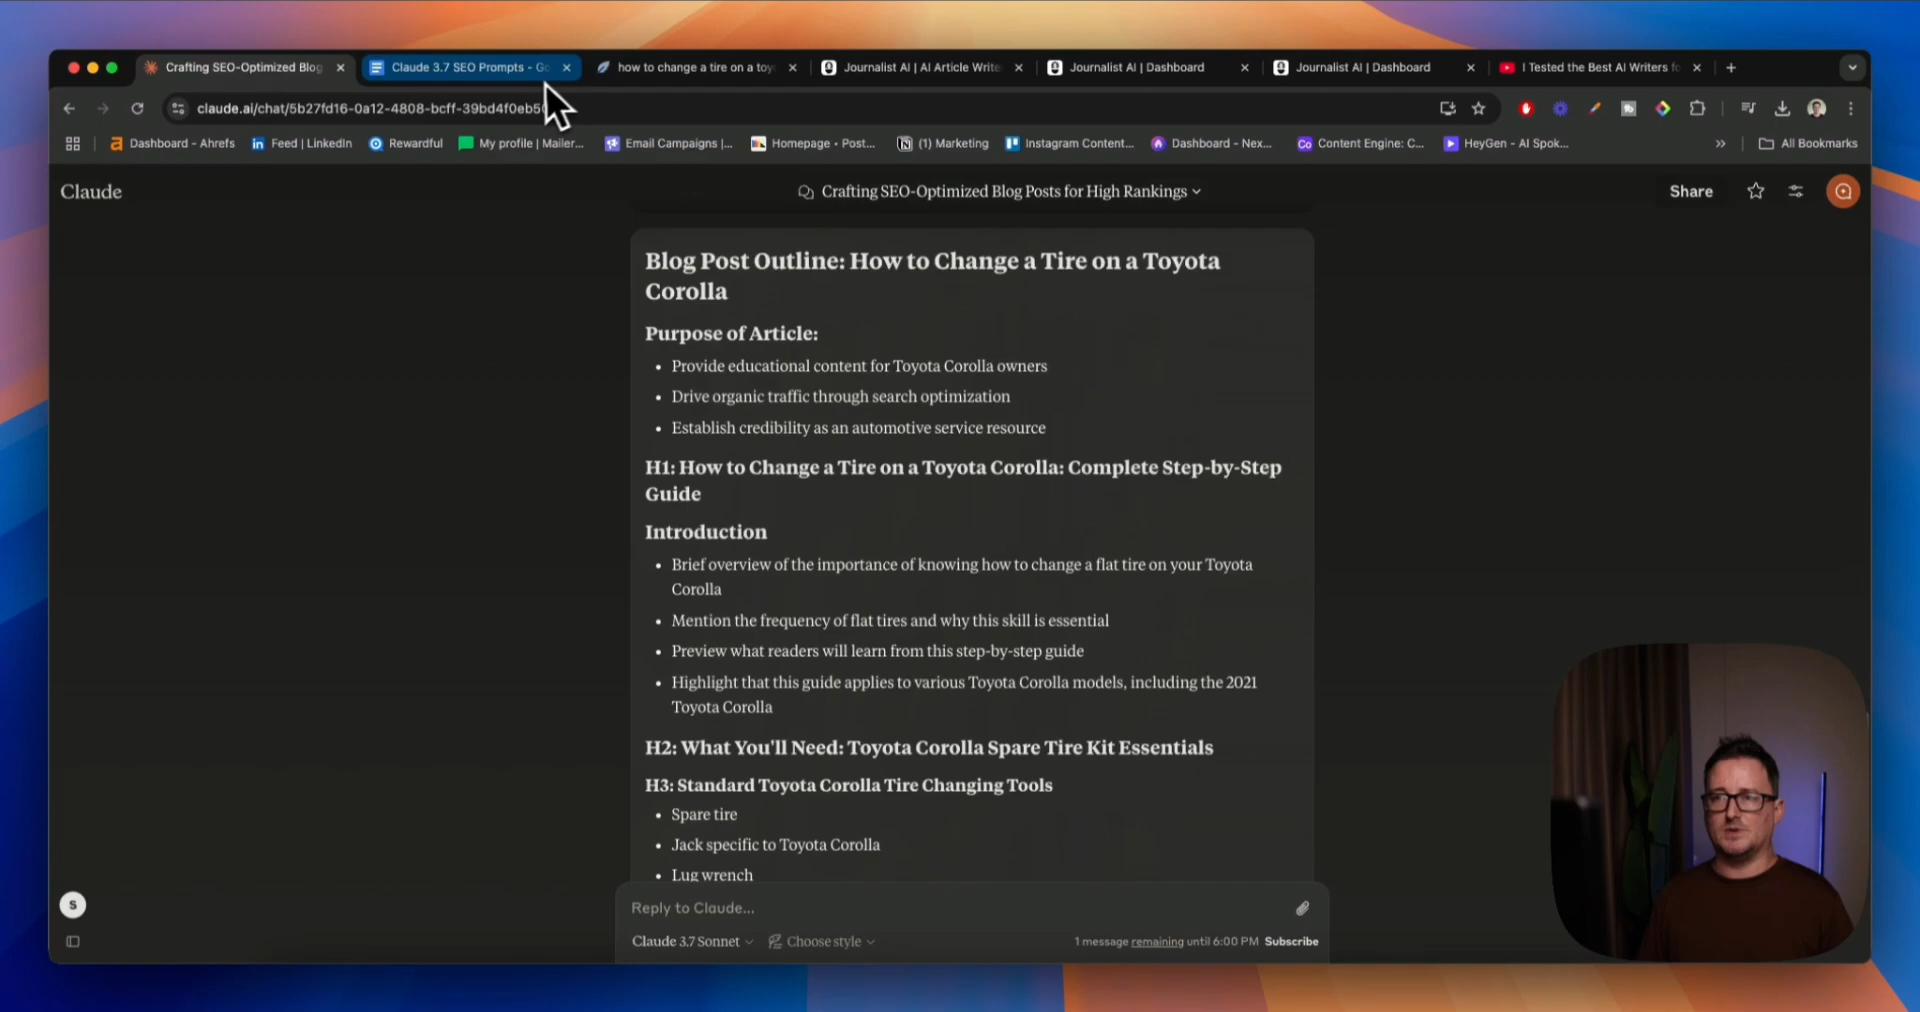 Crafting SEO-Optimized Blog
Claude 3.7 SEO Prompts - Go
how to change a tire on a toy
Journalist AI | AI Article Write
Journalist AI | Dashboard
Journalist AI | Dashboard
I Tested the Best AI Writers fo
claude.ai/chat/5b27fd16-0a12-4808-bcff-39bd4f0eb5
Dashboard - Ahrefs
Feed | LinkedIn
Rewardful
My profile | Mailer...
Email Campaigns |...
Homepage • Post...
(1) Marketing
Instagram Content...
Dashboard - Nex...
Content Engine: C...
HeyGen - AI Spok...
All Bookmarks
Claude
Crafting SEO-Optimized Blog Posts for High Rankings
Share
Blog Post Outline: How to Change a Tire on a Toyota
Corolla
Purpose of Article:
• Provide educational content for Toyota Corolla owners
• Drive organic traffic through search optimization
• Establish credibility as an automotive service resource
H1: How to Change a Tire on a Toyota Corolla: Complete Step-by-Step
Guide
Introduction
• Brief overview of the importance of knowing how to change a flat tire on your Toyota
Corolla
• Mention the frequency of flat tires and why this skill is essential
• Preview what readers will learn from this step-by-step guide
• Highlight that this guide applies to various Toyota Corolla models, including the 2021
Toyota Corolla
H2: What You'll Need: Toyota Corolla Spare Tire Kit Essentials
H3: Standard Toyota Corolla Tire Changing Tools
• Spare tire
• Jack specific to Toyota Corolla
• Lug wrench
Reply to Claude...
S
Claude 3.7 Sonnet
Choose style
1 message remaining until 6:00 PM Subscribe